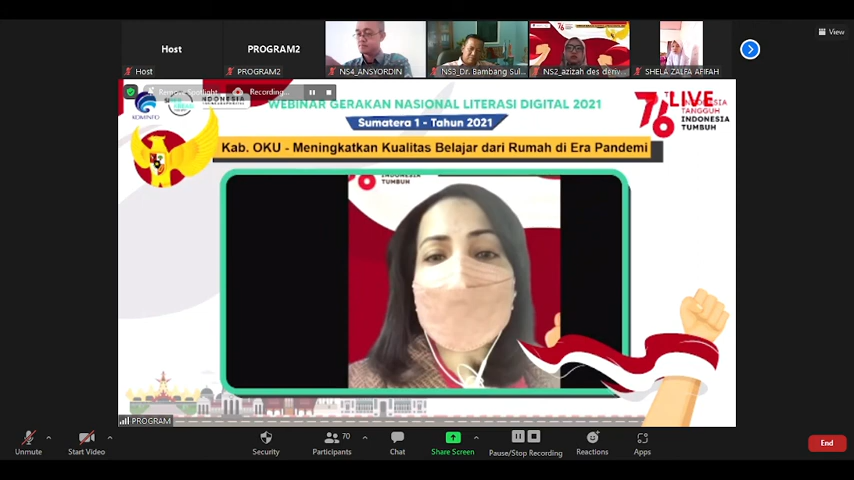 Host
PROGRAM2
Host
PROGRAM2
NS4_ANSYORDIN
NS3_Dr. Bambang Sul...
NS2_azizah des deriv...
SHELA ZALFA AFIFAH
View
Recording...
LIVE
KOMINFO
WEBINAR GERAKAN NASIONAL LITERASI DIGITAL 2021
Sumatera 1 - Tahun 2021
76
INDONESIA
TANGGUH
INDONESIA
TUMBUH
Kab. OKU - Meningkatkan Kualitas Belajar dari Rumah di Era Pandemi
TUMBUH
PROGRAM
Unmute
Start Video
Security
70
Participants
Chat
Share Screen
Pause/Stop Recording
Reactions
Apps
End